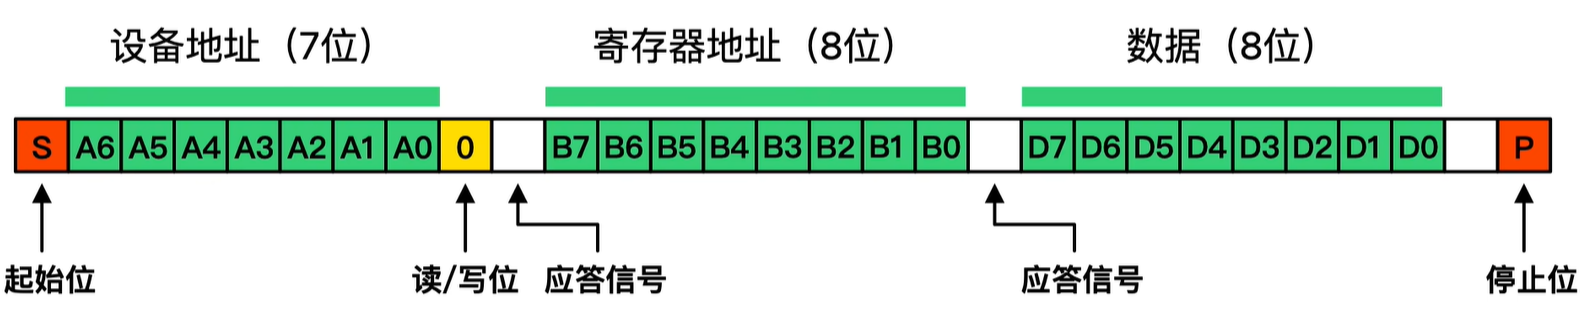 设备地址（7位） 寄存器地址（8位） 数据（8位）
S A6 A5 A4 A3 A2 A1 A0 0 B7 B6 B5 B4 B3 B2 B1 B0 D7 D6 D5 D4 D3 D2 D1 D0 P
起始位 读/写位 应答信号 应答信号 停止位